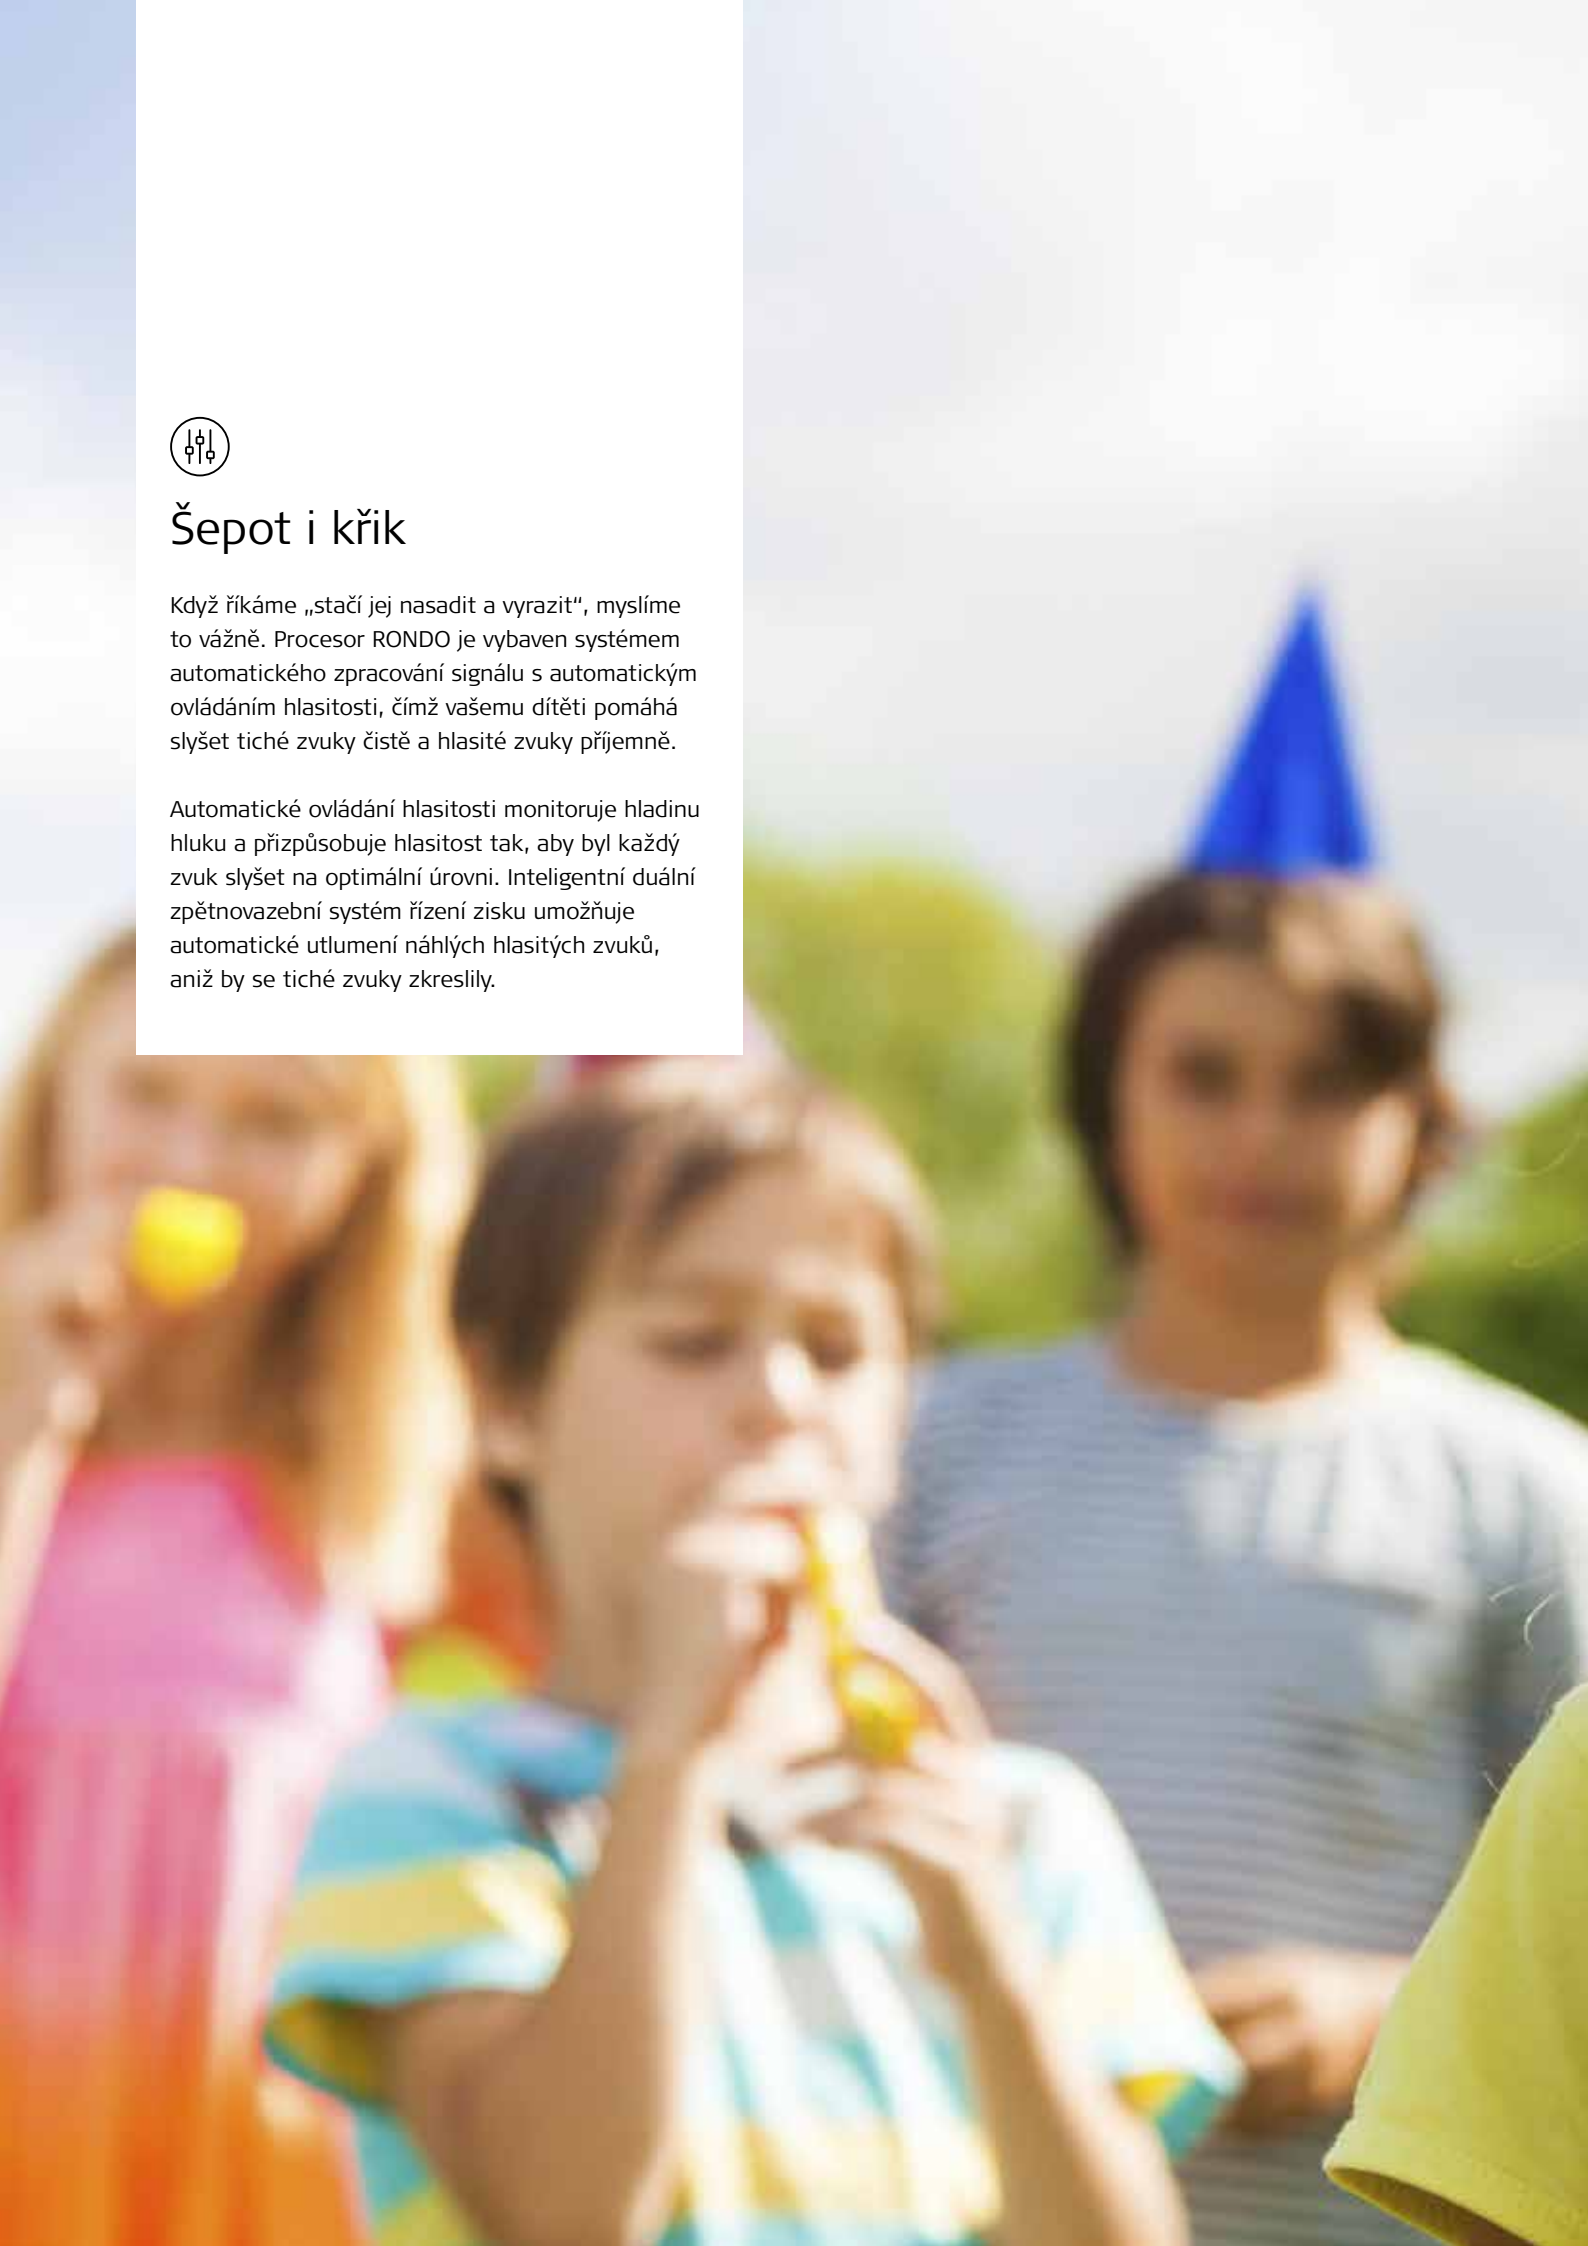 Šepot i křik
Když říkáme „stačí jej nasadit a vyrazit“, myslíme
to vážně. Procesor RONDO je vybaven systémem
automatického zpracování signálu s automatickým
ovládáním hlasitosti, čímž vašemu dítěti pomáhá
slyšet tiché zvuky čistě a hlasité zvuky příjemně.
Automatické ovládání hlasitosti monitoruje hladinu
hluku a přizpůsobuje hlasitost tak, aby byl každý
zvuk slyšet na optimální úrovni. Inteligentní duální
zpětnovazební systém řízení zisku umožňuje
automatické utlumení náhlých hlasitých zvuků,
aniž by se tiché zvuky zkreslily.